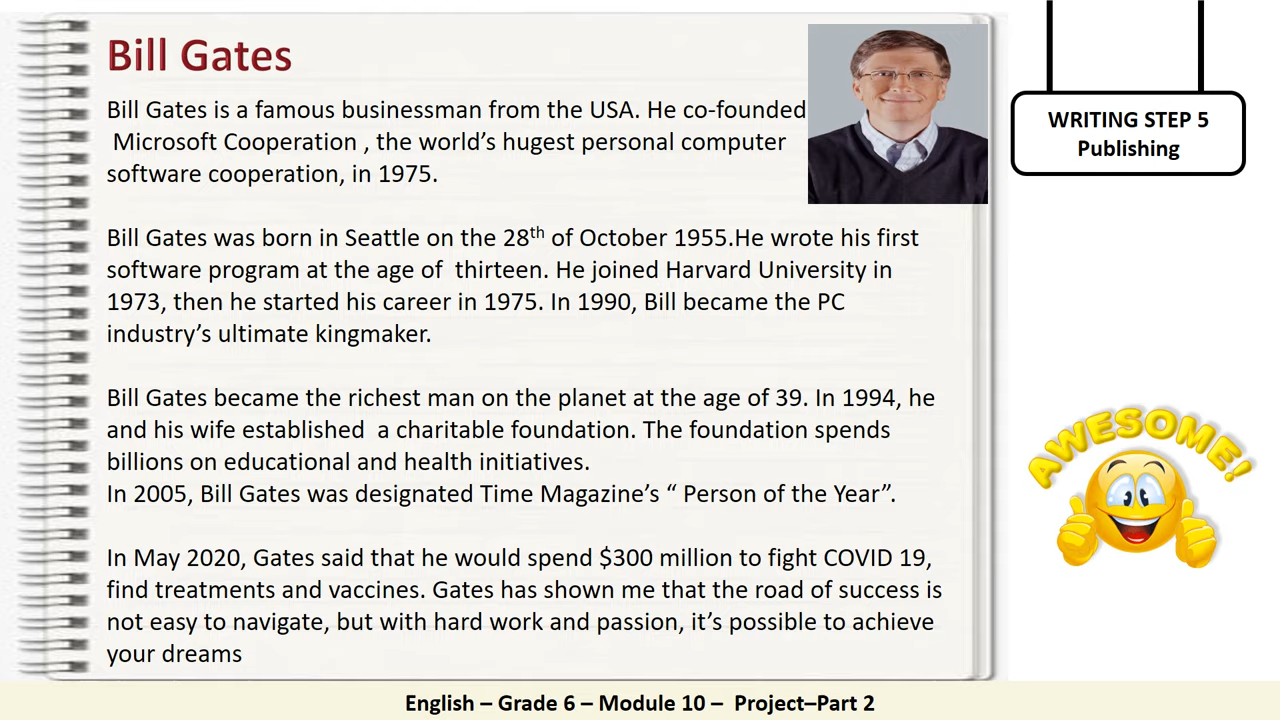 Bill Gates
Bill Gates is a famous businessman from the USA. He co-founded
Microsoft Cooperation , the world's hugest personal computer
software cooperation, in 1975.
Bill Gates was born in Seattle on the 28th of October 1955.He wrote his first
software program at the age of  thirteen. He joined Harvard University in
1973, then he started his career in 1975. In 1990, Bill became the PC
industry's ultimate kingmaker.
Bill Gates became the richest man on the planet at the age of 39. In 1994, he
and his wife established  a charitable foundation. The foundation spends
billions on educational and health initiatives.
In 2005, Bill Gates was designated Time Magazine's “ Person of the Year”.
In May 2020, Gates said that he would spend $300 million to fight COVID 19,
find treatments and vaccines. Gates has shown me that the road of success is
not easy to navigate, but with hard work and passion, it's possible to achieve
your dreams
WRITING STEP 5
Publishing
AWESOME!
English – Grade 6 – Module 10 –  Project–Part 2